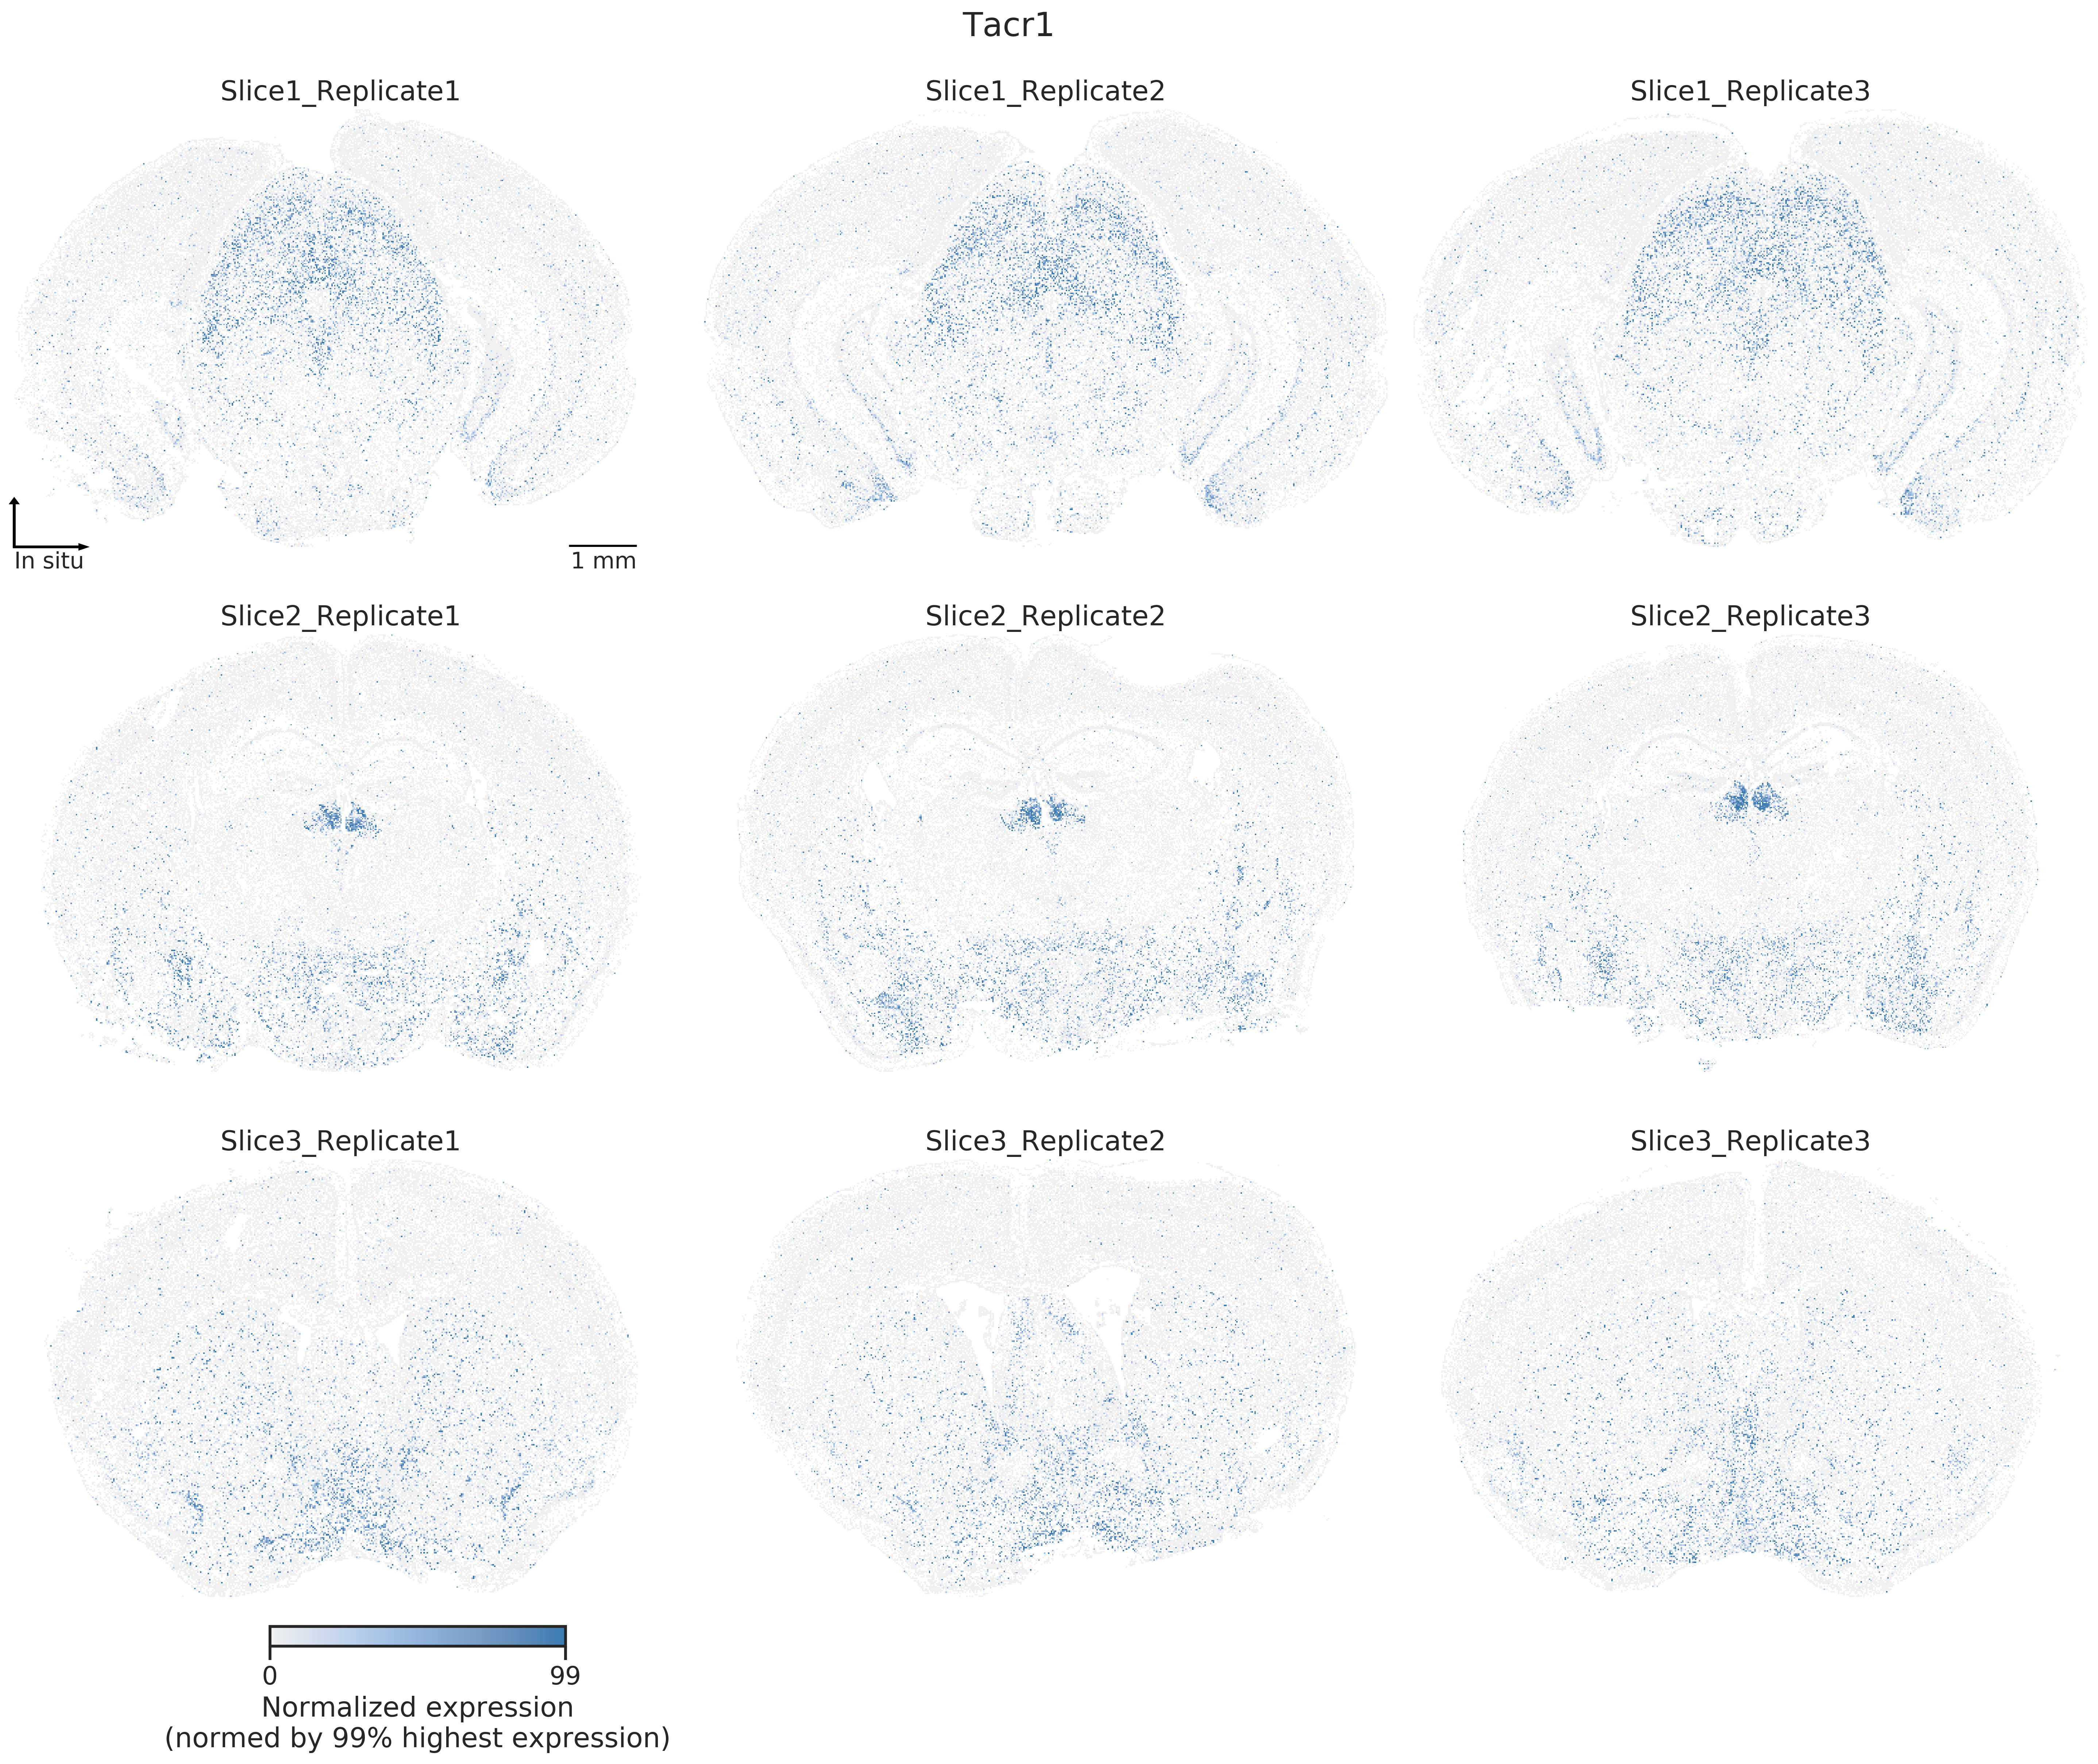 Tacr1
Slice1_Replicate1
Slice1_Replicate2
Slice1_Replicate3
In situ
1 mm
Slice2_Replicate1
Slice2_Replicate2
Slice2_Replicate3
Slice3_Replicate1
Slice3_Replicate2
Slice3_Replicate3
0
99
Normalized expression
(normed by 99% highest expression)